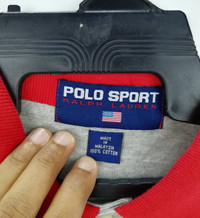 POLO SPORT
RALPH LAUREN
MADE IN
MALAYSIA
100% COTTON